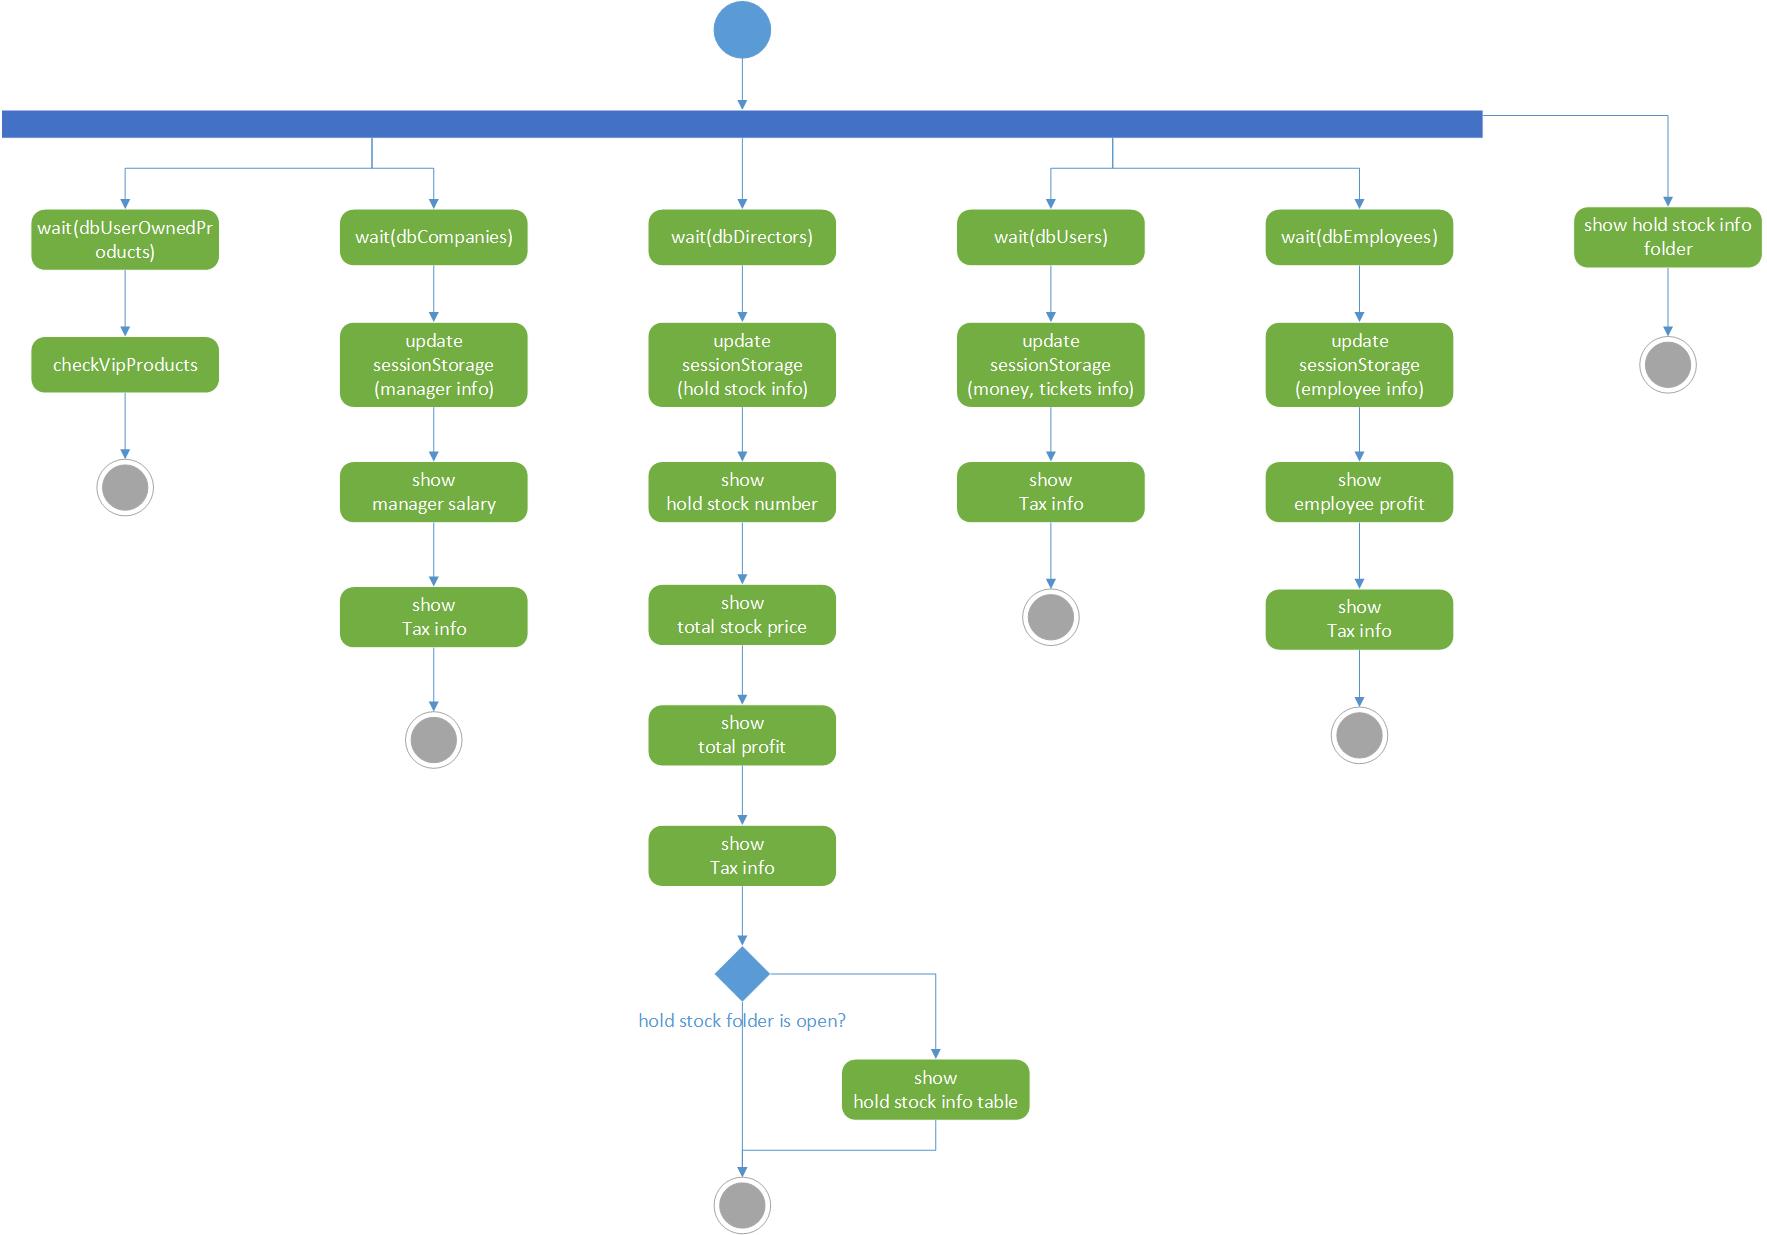 wait(dbUserOwnedPr
oducts)
checkVipProducts
wait(dbCompanies)
update
sessionStorage
(manager info)
show
manager salary
show
Tax info
wait(dbDirectors)
update
sessionStorage
(hold stock info)
show
hold stock number
show
total stock price
show
total profit
show
Tax info
hold stock folder is open?
show
hold stock info table
wait(dbUsers)
update
sessionStorage
(money, tickets info)
show
Tax info
wait(dbEmployees)
update
sessionStorage
(employee info)
show
employee profit
show
Tax info
show hold stock info
folder